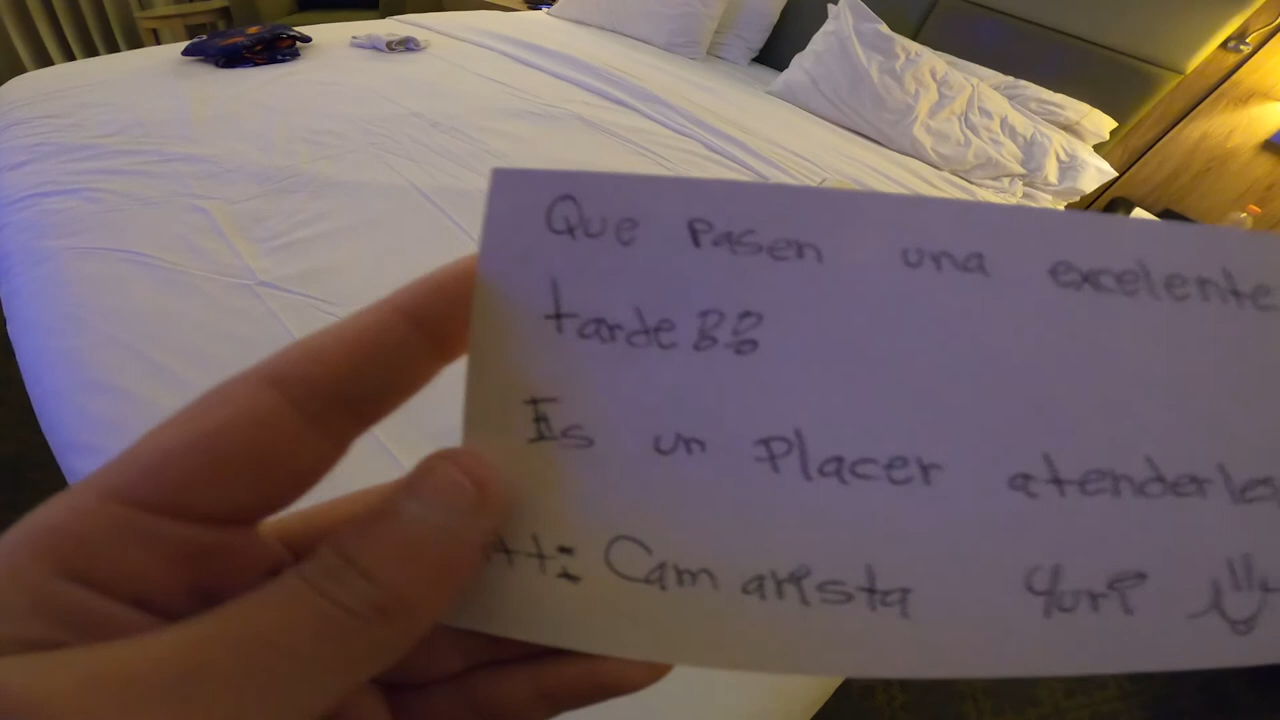 Que Pasen una excelente
tarde!!
Es un Placer atenderles
Att: Camarista Yuri